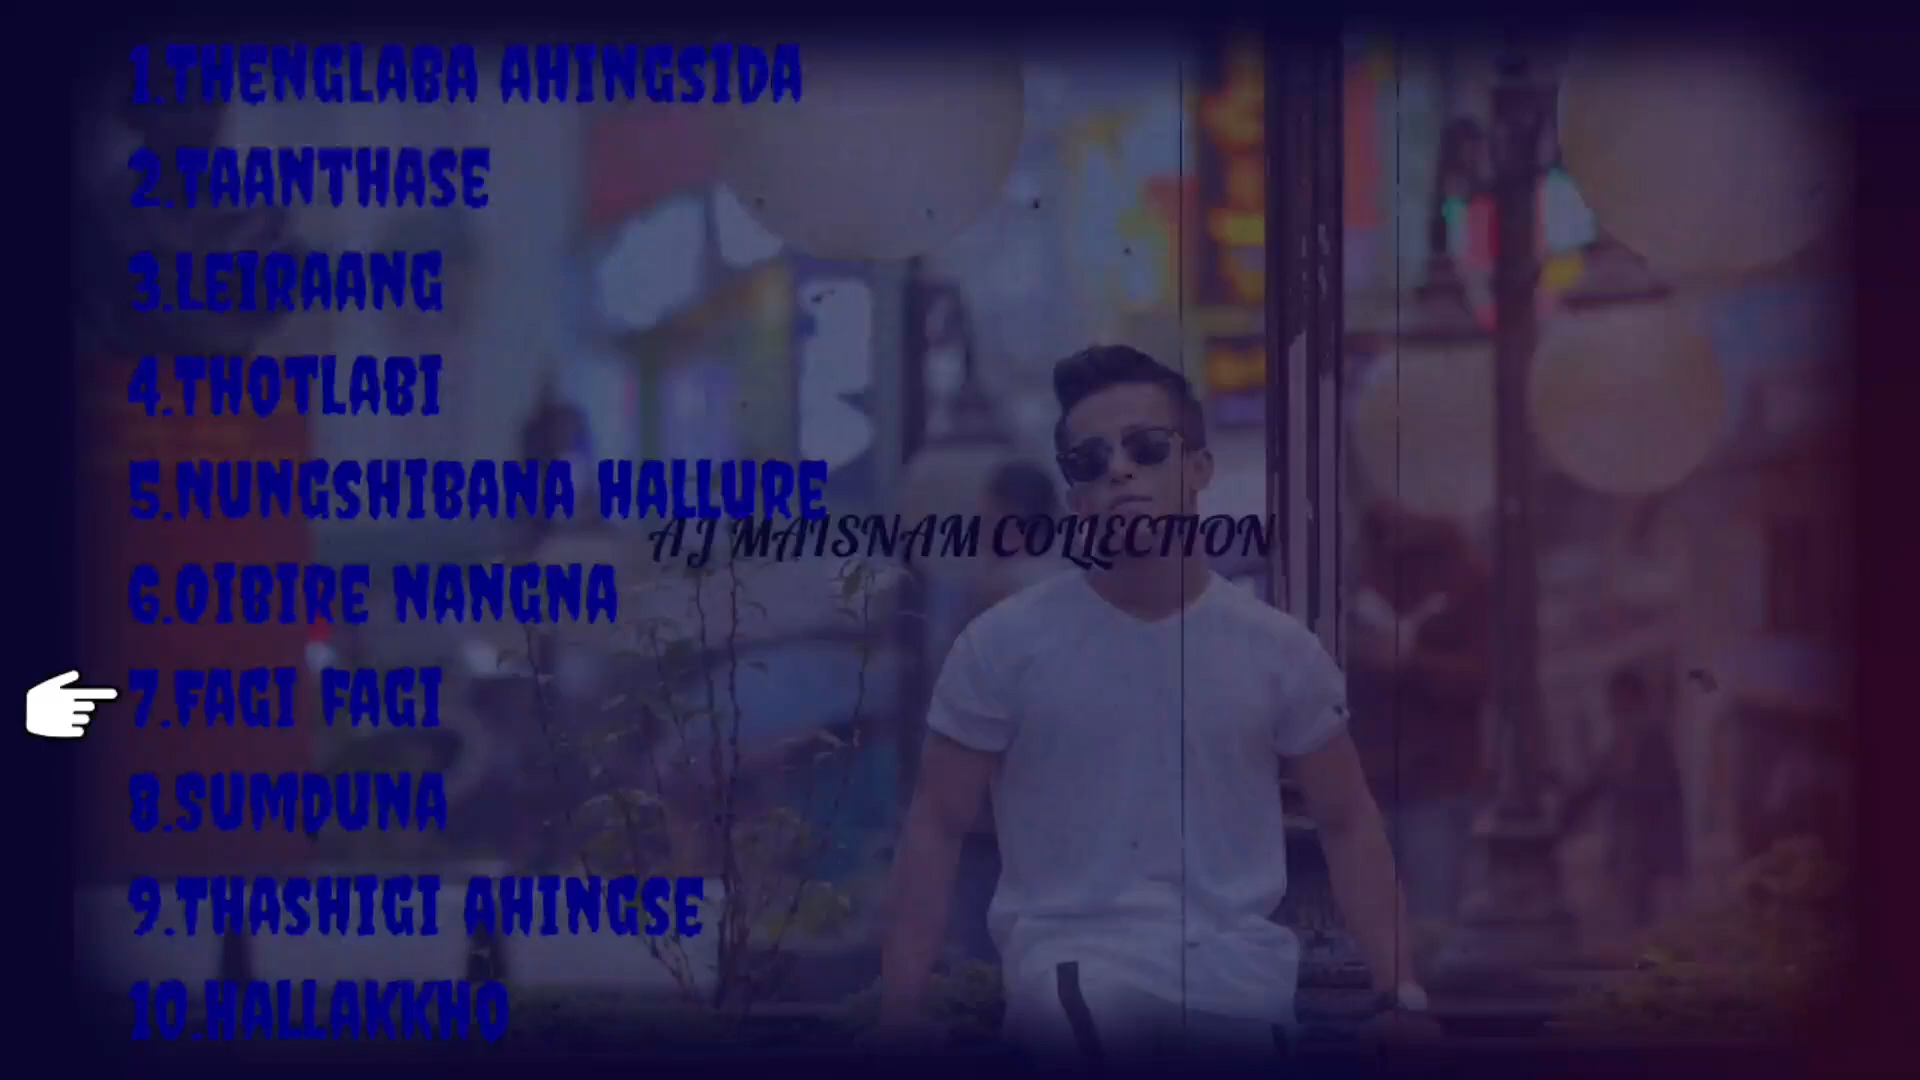 1.THENGLABA AHINGSIDA
2.TAANTHASE
3.LEIRAANG
4.THOTLABI
5.NUNGSHIBANA HALLURE
AJ MAISNAM COLLECTION
6.OIBIRE NANGNA
7.FAGI FAGI
8.SUMDUNA
9.THASHIGI AHINGSE
10.HALLAKKHO